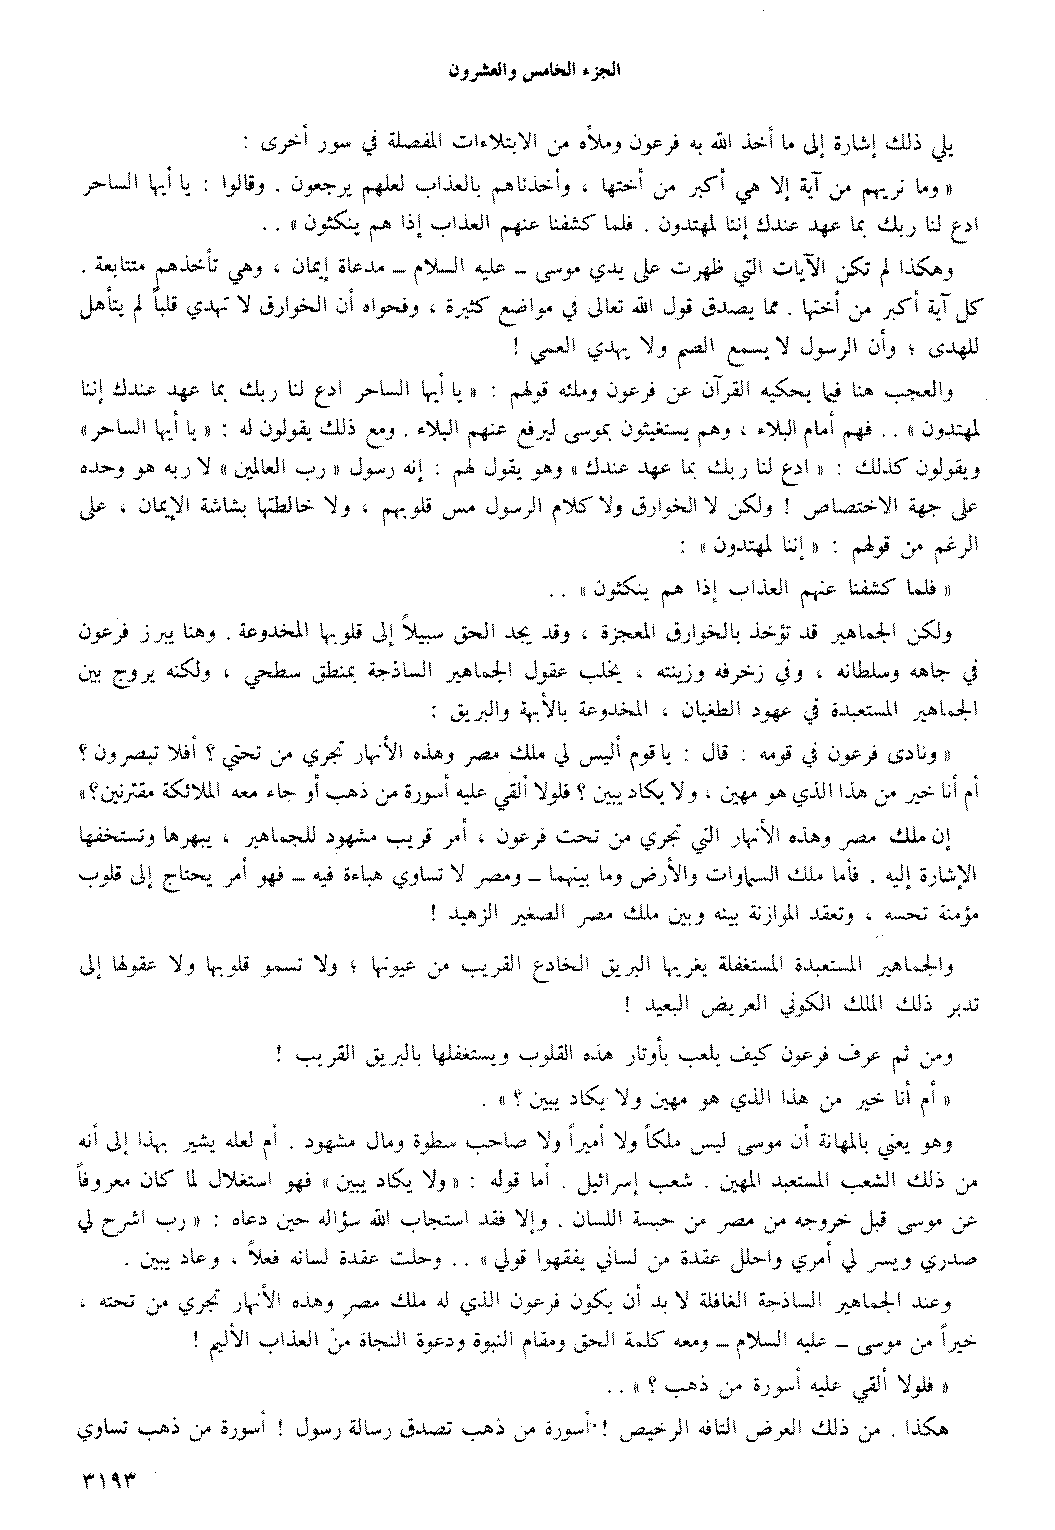 الجزء الخامس والعشرون
يلي ذلك إشارة إلى ما أخذ الله به فرعون وملأه من الابتلاءات المفصلة في سور أخرى :
« وما نريهم من آية إلا هي أكبر من أختها ، وأخذناهم بالعذاب لعلهم يرجعون . وقالوا : يا أيها الساحر
ادع لنا ربك بما عهد عندك إننا لمهتدون . فلما كشفنا عنهم العذاب إذا هم ينكثون » . .
وهكذا لم تكن الآيات التي ظهرت على يدي موسى – عليه السلام – مدعاة إيمان ، وهي تأخذهم متتابعة .
كل آية أكبر من أختها . مما يصدق قول الله تعالى في مواضع كثيرة ، وفحواه أن الخوارق لا تهدي قلباً لم يتأهل
للهدى ؛ وأن الرسول لا يسمع الصم ولا يهدي العمي !
والعجب هنا فيما يحكيه القرآن عن فرعون وملئه قولهم : « يا أيها الساحر ادع لنا ربك بما عهد عندك إننا
لمهتدون » . . فهم أمام البلاء ، وهم يستغيثون بموسى ليرفع عنهم البلاء . ومع ذلك يقولون له : « يا أيها الساحر»
ويقولون كذلك : « ادع لنا ربك بما عهد عندك» وهو يقول لهم : إنه رسول « رب العالمين» لا ربه هو وحده
على جهة الاختصاص ! ولكن لا الخوارق ولا كلام الرسول مس قلوبهم ، ولا خالطتها بشاشة الإيمان ، على
الرغم من قولهم : « إننا لمهتدون» :
« فلما كشفنا عنهم العذاب إذا هم ينكثون» . .
ولكن الجماهير قد تؤخذ بالخوارق المعجزة ، وقد يجد الحق سبيلاً إلى قلوبها المخدوعة . وهنا يبرز فرعون
في جاهه وسلطانه ، وفي زخرفه وزينته ، يخلب عقول الجماهير الساذجة بمنطق سطحي ، ولكنه يروج بين
الجماهير المستعبدة في عهود الطغيان ، المخدوعة بالأبهة والبريق :
« ونادى فرعون في قومه : قال : يا قوم أليس لي ملك مصر وهذه الأنهار تجري من تحتي؟ أفلا تبصرون؟
أم أنا خير من هذا الذي هو مهين ، ولا يكاد يبين؟ فلولا ألقي عليه أسورة من ذهب أو جاء معه الملائكة مقترنين؟»
إن ملك مصر وهذه الأنهار التي تجري من تحت فرعون ، أمر قريب مشهود للجماهير ، يبهرها وتستخفها
الإشارة إليه . فأما ملك السماوات والأرض وما بينهما – ومصر لا تساوي هباءة فيه – فهو أمر يحتاج إلى قلوب
مؤمنة تحسه ، وتعقد الموازنة بينه وبين ملك مصر الصغير الزهيد !
والجماهير المستعبدة المستغفلة يغريها البريق الخادع القريب من عيونها ؛ ولا تسمو قلوبها ولا عقولها إلى
تدبر ذلك الملك الكوني العريض البعيد !
ومن ثم عرف فرعون كيف يلعب بأوتار هذه القلوب ويستغفلها بالبريق القريب !
« أم أنا خير من هذا الذي هو مهين ولا يكاد يبين؟» .
وهو يعني بالمهانة أن موسى ليس ملكاً ولا أميراً ولا صاحب سطوة ومال مشهود . أم لعله يشير بهذا إلى أنه
من ذلك الشعب المستعبد المهين . شعب إسرائيل . أما قوله : «ولا يكاد يبين» فهو استغلال لما كان معروفاً
عن موسى قبل خروجه من مصر من حبسة اللسان . وإلا فقد استجاب الله سؤاله حين دعاه : « رب اشرح لي
صدري ويسر لي أمري واحلل عقدة من لساني يفقهوا قولي» . . وحلت عقدة لسانه فعلاً ، وعاد يبين .
وعند الجماهير الساذجة الغافلة لا بد أن يكون فرعون الذي له ملك مصر وهذه الأنهار تجري من تحته ،
خيراً من موسى – عليه السلام – ومعه كلمة الحق ومقام النبوة ودعوة النجاة من العذاب الأليم !
« فلولا ألقي عليه أسورة من ذهب؟» . .
هكذا . من ذلك العرض التافه الرخيص ! أسورة من ذهب تصدق رسالة رسول ! أسورة من ذهب تساوي
٣١٩٣